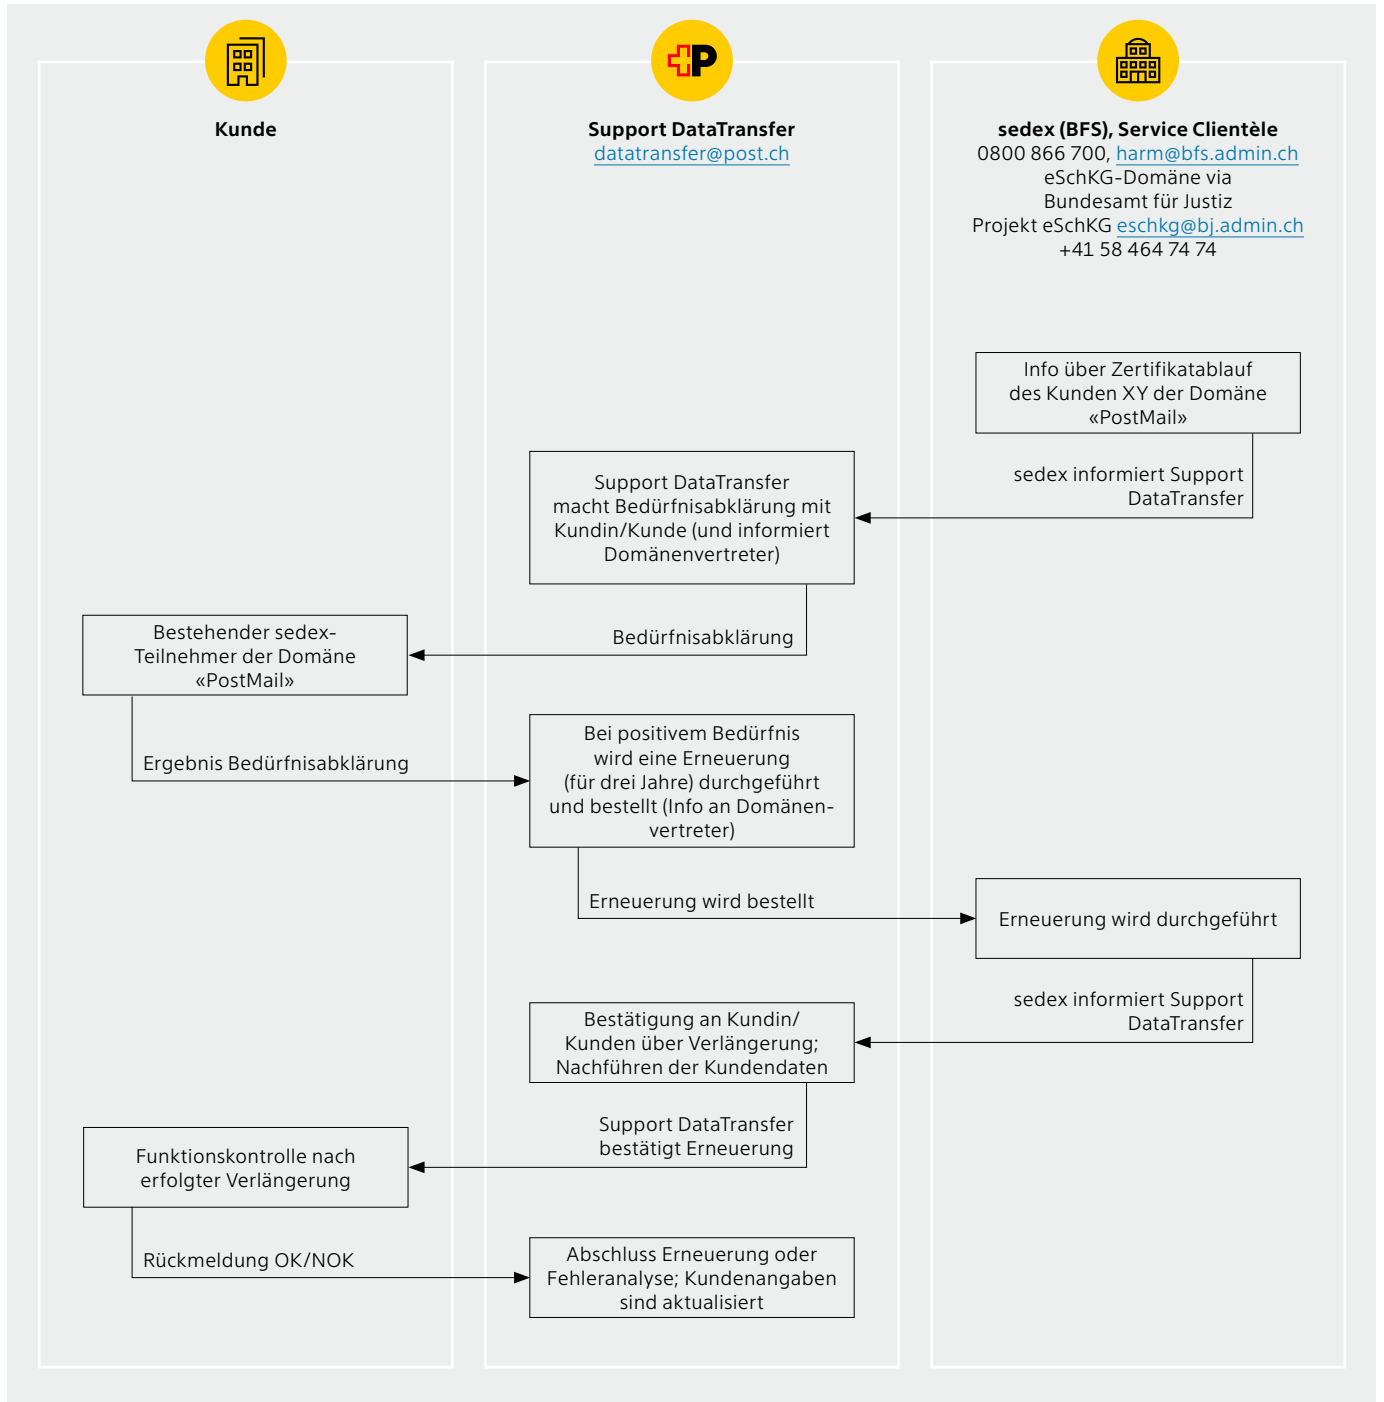 Kunde
Support DataTransfer
datatransfer@post.ch
sedex (BFS), Service Clientèle
0800 866 700, harm@bfs.admin.ch
eSchKG-Domäne via
Bundesamt für Justiz
Projekt eSchKG eschkg@bj.admin.ch
+41 58 464 74 74
Info über Zertifikatablauf
des Kunden XY der Domäne
«PostMail»
sedex informiert Support
DataTransfer
Support DataTransfer
macht Bedürfnisabklärung mit
Kundin/Kunde (und informiert
Domänenvertreter)
Bedürfnisabklärung
Bestehender sedex-
Teilnehmer der Domäne
«PostMail»
Ergebnis Bedürfnisabklärung
Bei positivem Bedürfnis
wird eine Erneuerung
(für drei Jahre) durchgeführt
und bestellt (Info an Domänen-
vertreter)
Erneuerung wird bestellt
Erneuerung wird durchgeführt
sedex informiert Support
DataTransfer
Bestätigung an Kundin/
Kunden über Verlängerung;
Nachführen der Kundendaten
Support DataTransfer
bestätigt Erneuerung
Funktionskontrolle nach
erfolgter Verlängerung
Rückmeldung OK/NOK
Abschluss Erneuerung oder
Fehleranalyse; Kundenangaben
sind aktualisiert